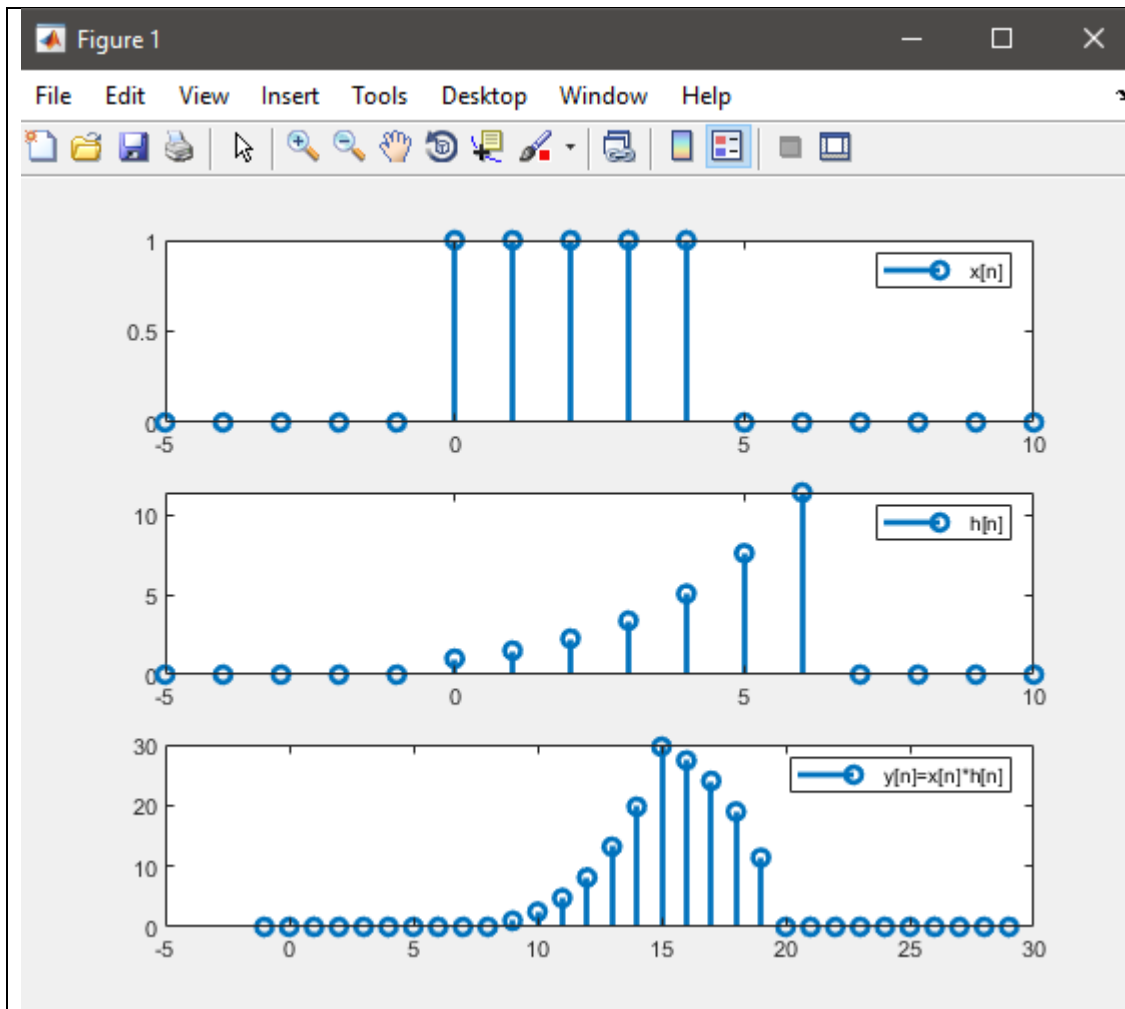 Figure 1
File Edit View Insert Tools Desktop Window Help
1
0.5
0
-5 0 5 10
x[n]
10
5
0
-5 0 5 10
h[n]
30
20
10
0
-5 0 5 10 15 20 25 30
y[n]=x[n]*h[n]